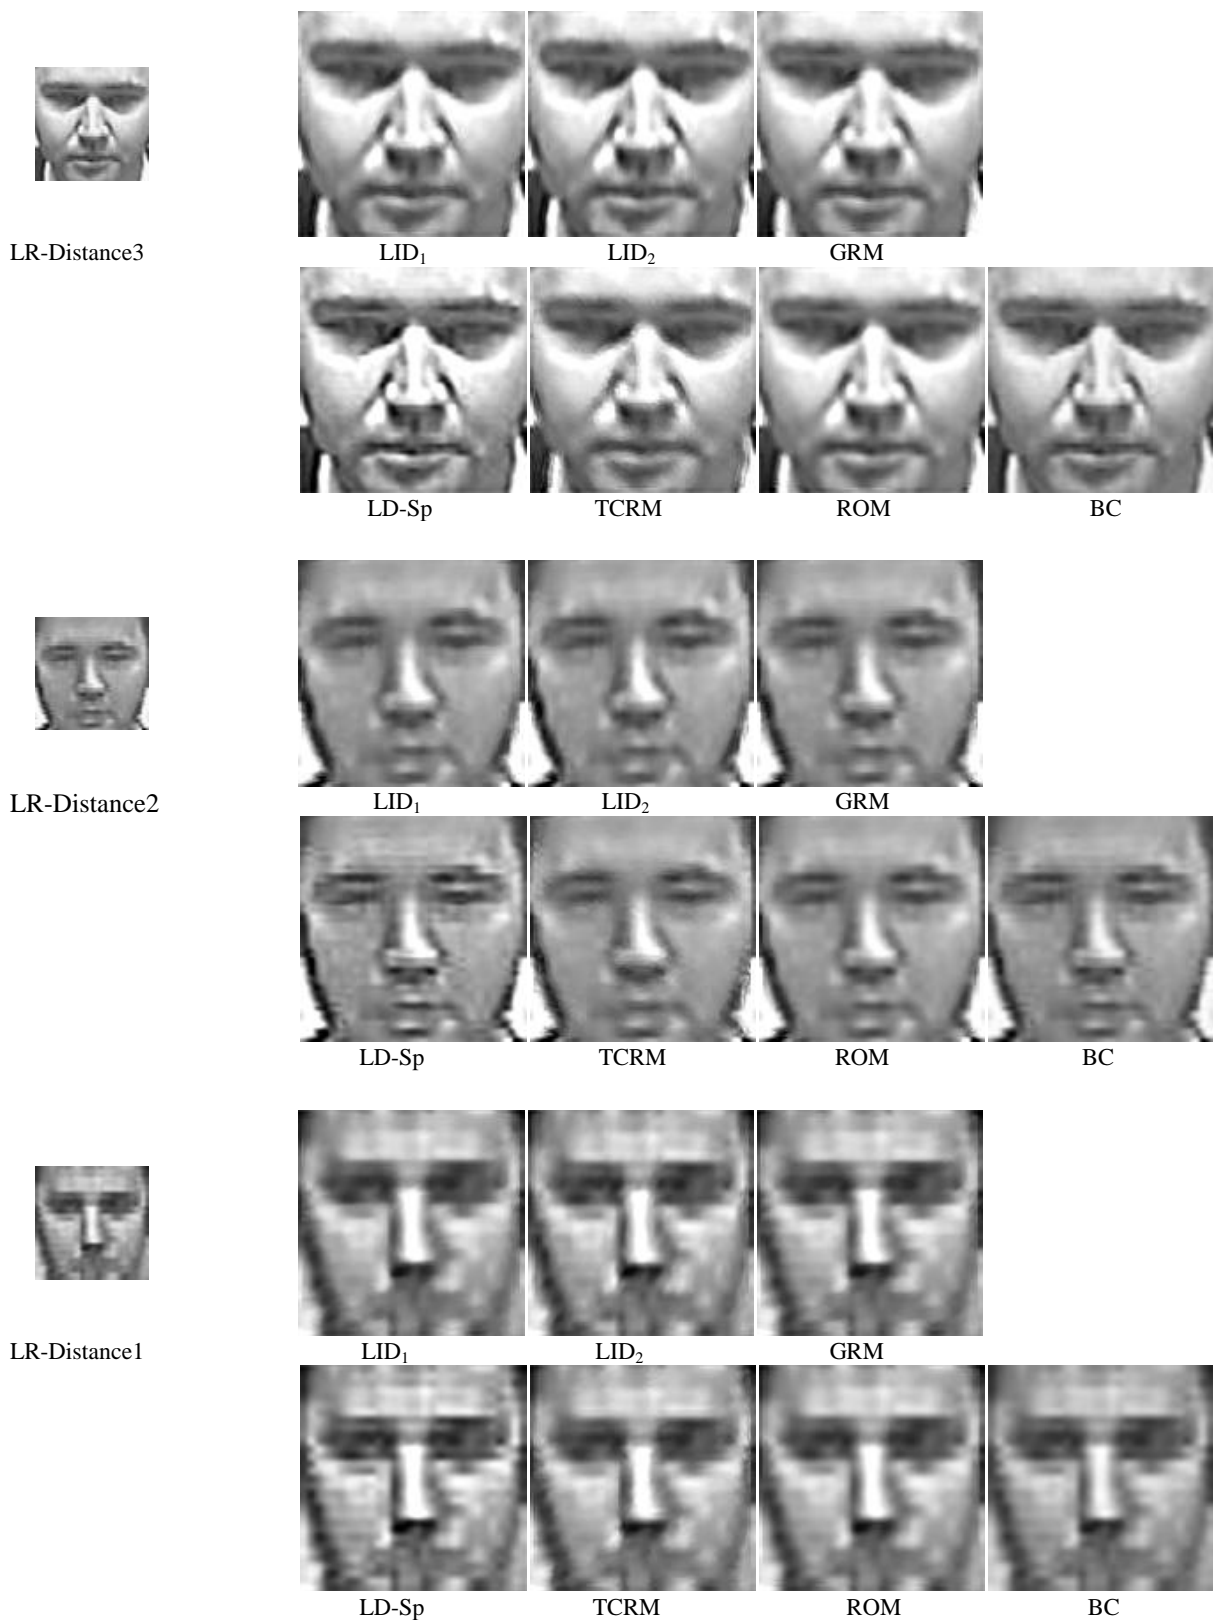 LR-Distance3 LID₁ LID₂ GRM
LD-Sp TCRM ROM BC
LR-Distance2 LID₁ LID₂ GRM
LD-Sp TCRM ROM BC
LR-Distance1 LID₁ LID₂ GRM
LD-Sp TCRM ROM BC